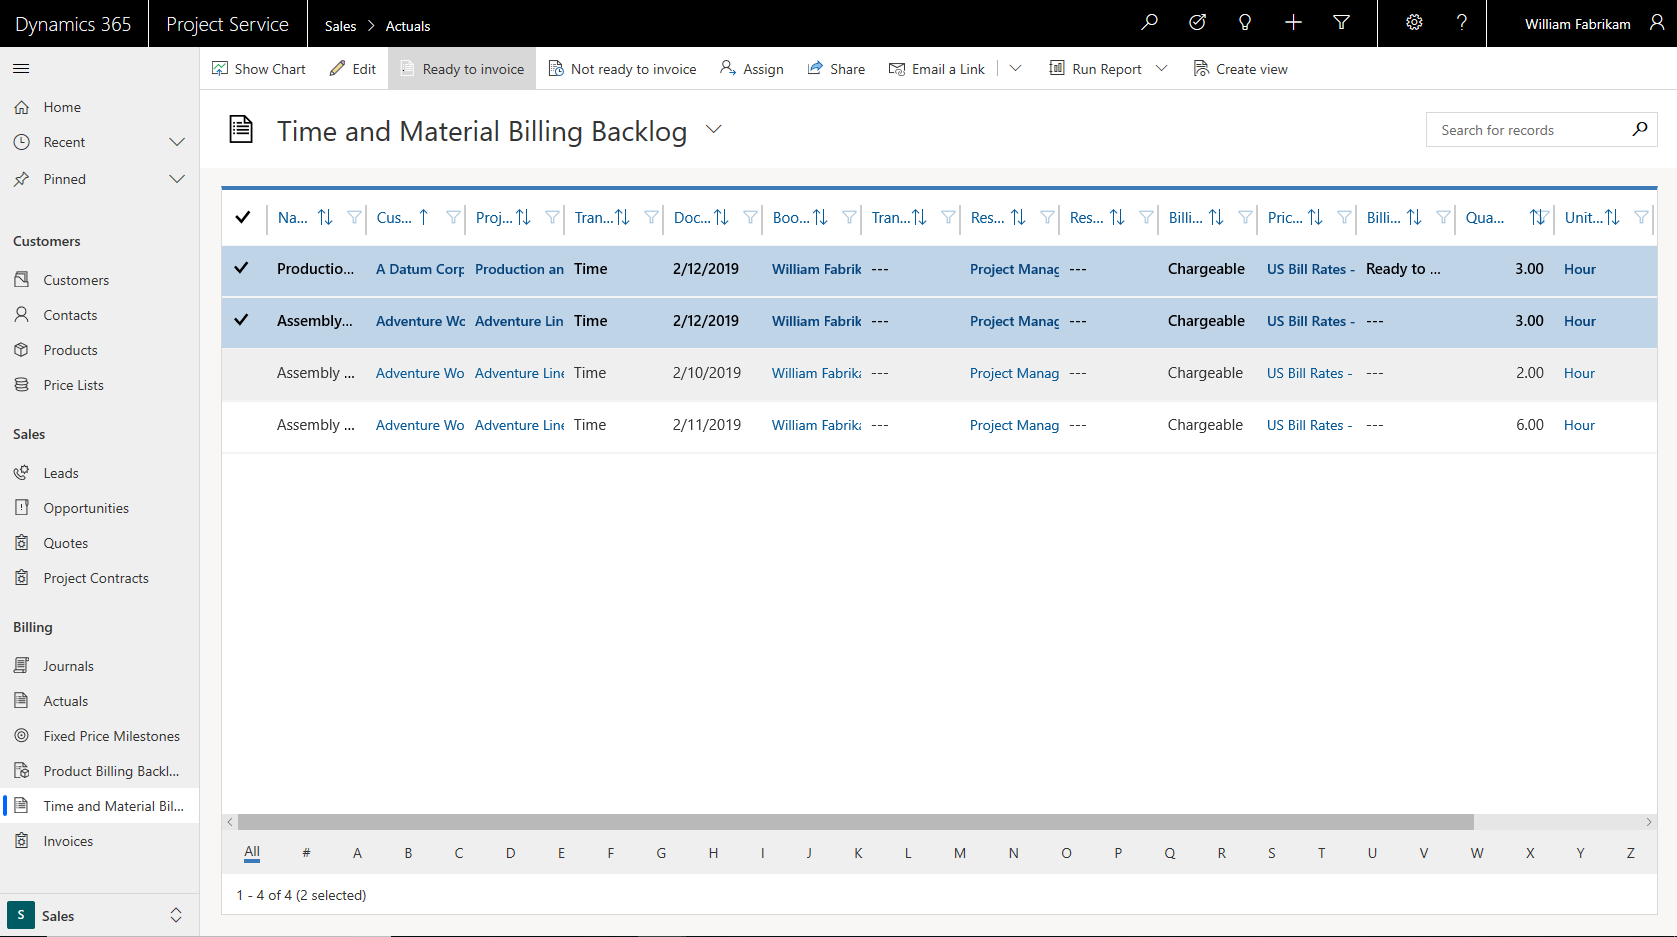 Dynamics 365 Project Service Sales > Actuals William Fabrikam
Show Chart Edit Ready to invoice Not ready to invoice Assign Share Email a Link Run Report Create view
Home
Recent
Pinned
Customers
Customers
Contacts
Products
Price Lists
Sales
Leads
Opportunities
Quotes
Project Contracts
Billing
Journals
Actuals
Fixed Price Milestones
Product Billing Backl...
Time and Material Bil...
Invoices
S Sales
Time and Material Billing Backlog
Search for records
Na... Cus... Proj... Tran... Doc... Boo... Tran... Res... Res... Billi... Pric... Billi... Qua... Unit...
Productio... A Datum Corp Production an Time 2/12/2019 William Fabrik --- Project Manag --- Chargeable US Bill Rates - Ready to ... 3.00 Hour
Assembly... Adventure Wo Adventure Lin Time 2/12/2019 William Fabrik --- Project Manag --- Chargeable US Bill Rates - --- 3.00 Hour
Assembly ... Adventure Wo Adventure Line Time 2/10/2019 William Fabrika --- Project Manag --- Chargeable US Bill Rates - --- 2.00 Hour
Assembly ... Adventure Wo Adventure Line Time 2/11/2019 William Fabrika --- Project Manag --- Chargeable US Bill Rates - --- 6.00 Hour
All # A B C D E F G H I J K L M N O P Q R S T U V W X Y Z
1 - 4 of 4 (2 selected)